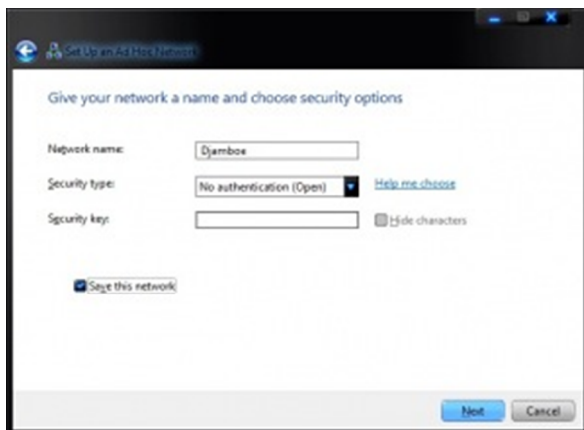 Set Up an Ad Hoc Network
Give your network a name and choose security options
Network name: Djamboe
Security type: No authentication (Open) Help me choose
Security key: Hide characters
Save this network
Next Cancel